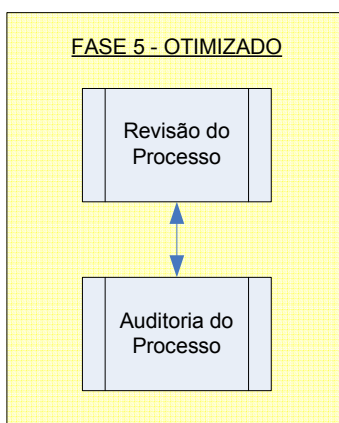 FASE 5 - OTIMIZADO
Revisão do
Processo
Auditoria do
Processo